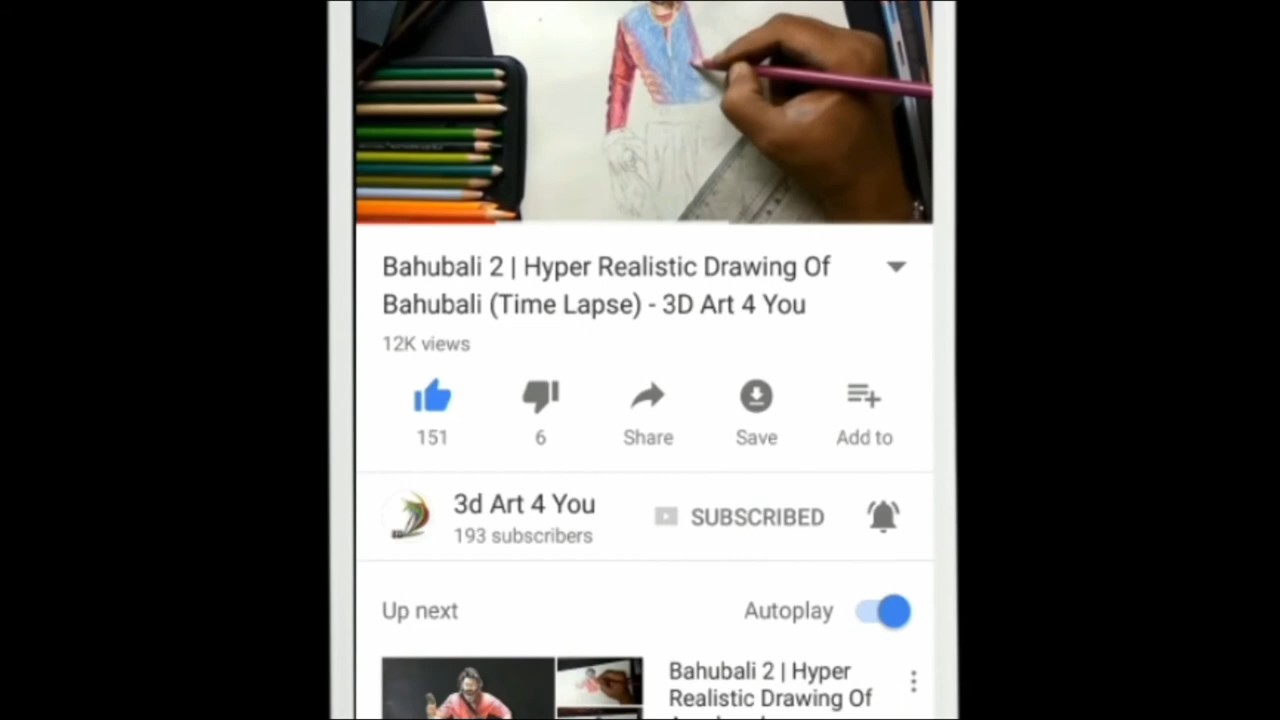 Bahubali 2 | Hyper Realistic Drawing Of
Bahubali (Time Lapse) - 3D Art 4 You
12K views
151
6
Share
Save
Add to
3d Art 4 You
193 subscribers
SUBSCRIBED
Up next
Autoplay
Bahubali 2 | Hyper
Realistic Drawing Of